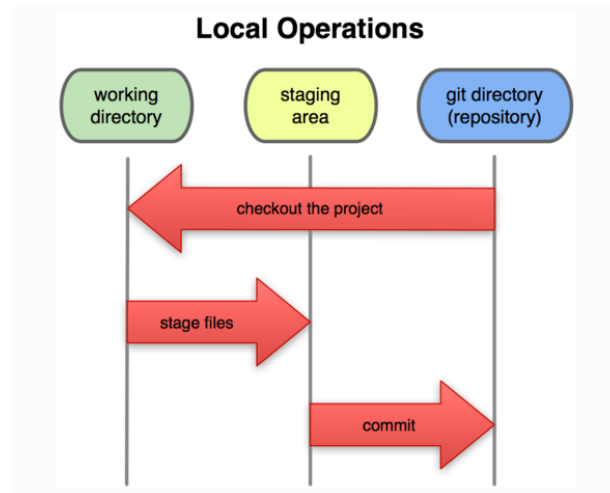 Local Operations
working
directory
staging
area
git directory
(repository)
checkout the project
stage files
commit